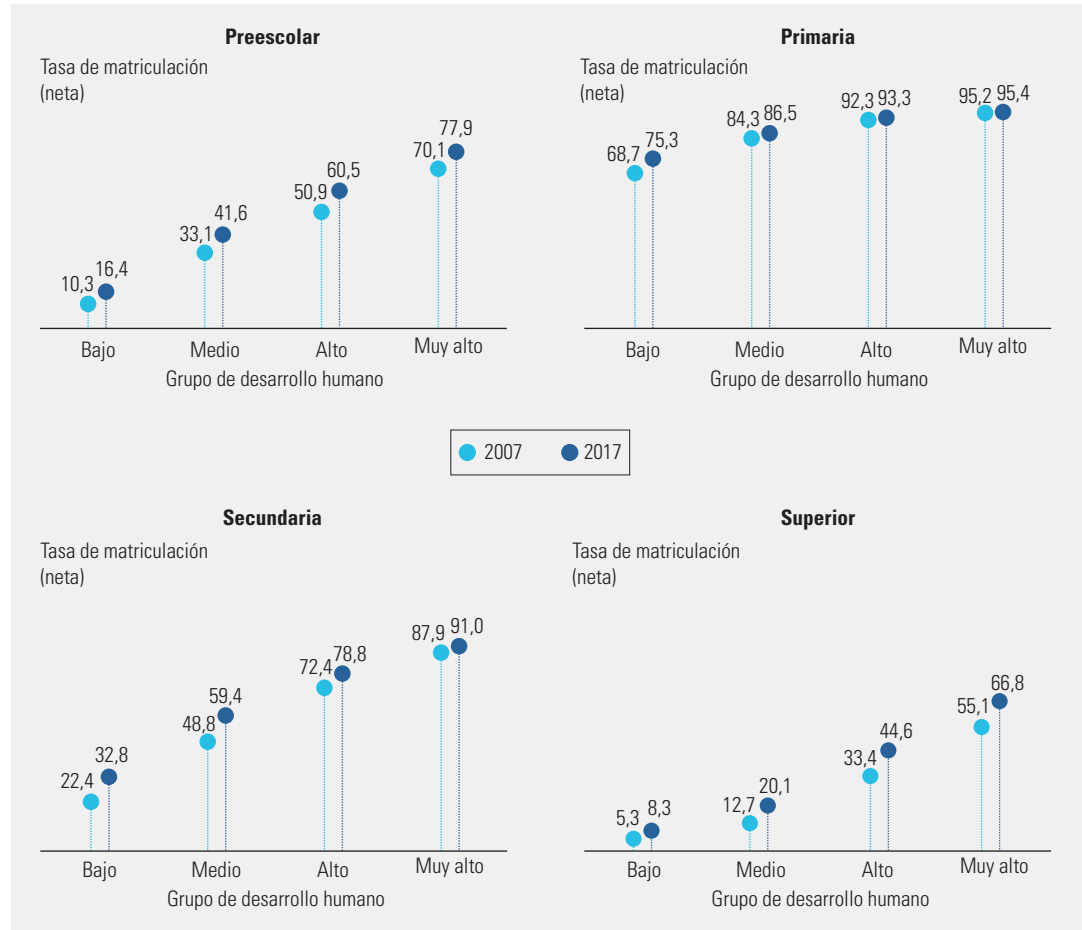 Preescolar
Tasa de matriculación
(neta)
77,9
70,1
60,5
50,9
41,6
33,1
16,4
10,3
Bajo Medio Alto Muy alto
Grupo de desarrollo humano
Primaria
Tasa de matriculación
(neta)
95,2 95,4
92,3 93,3
84,3 86,5
75,3
68,7
Bajo Medio Alto Muy alto
Grupo de desarrollo humano
2007 2017
Secundaria
Tasa de matriculación
(neta)
87,9 91,0
78,8
72,4
59,4
48,8
32,8
22,4
Bajo Medio Alto Muy alto
Grupo de desarrollo humano
Superior
Tasa de matriculación
(neta)
66,8
55,1
44,6
33,4
20,1
12,7
8,3
5,3
Bajo Medio Alto Muy alto
Grupo de desarrollo humano